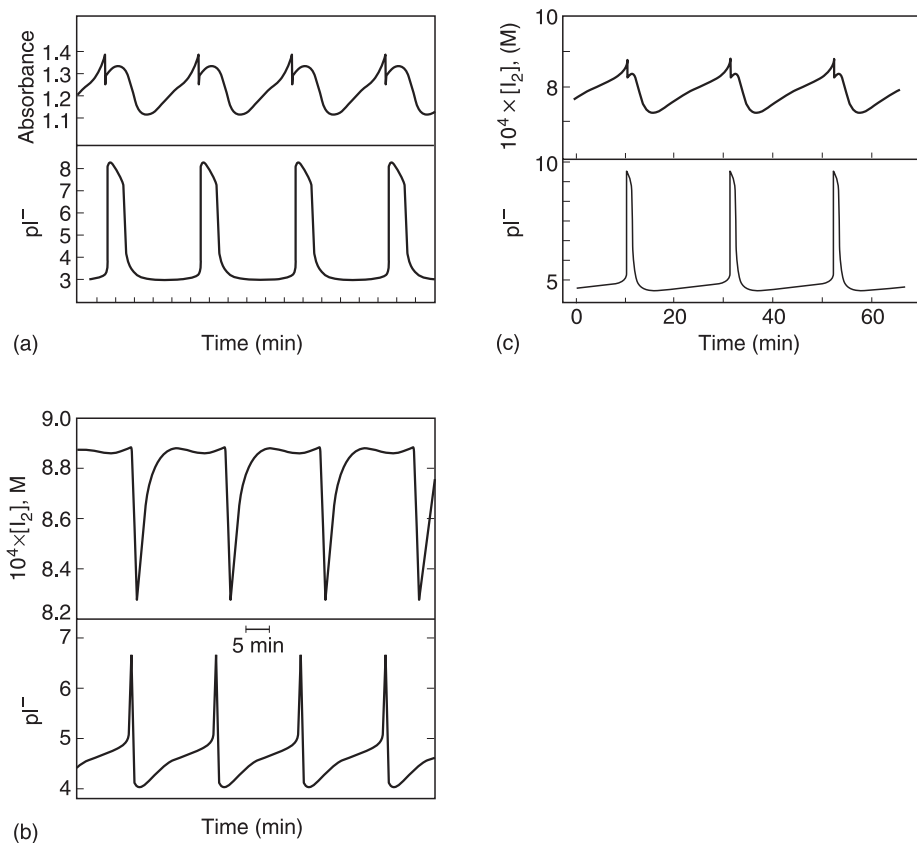 Absorbance
1.4
1.3
1.2
1.1
pI⁻
8
7
6
5
4
3
(a)
Time (min)
10⁴×[I₂], (M)
10
8
10
pI⁻
5
0
20
40
60
(c)
Time (min)
10⁴×[I₂], M
9.0
8.8
8.6
8.4
8.2
5 min
pI⁻
7
6
5
4
(b)
Time (min)